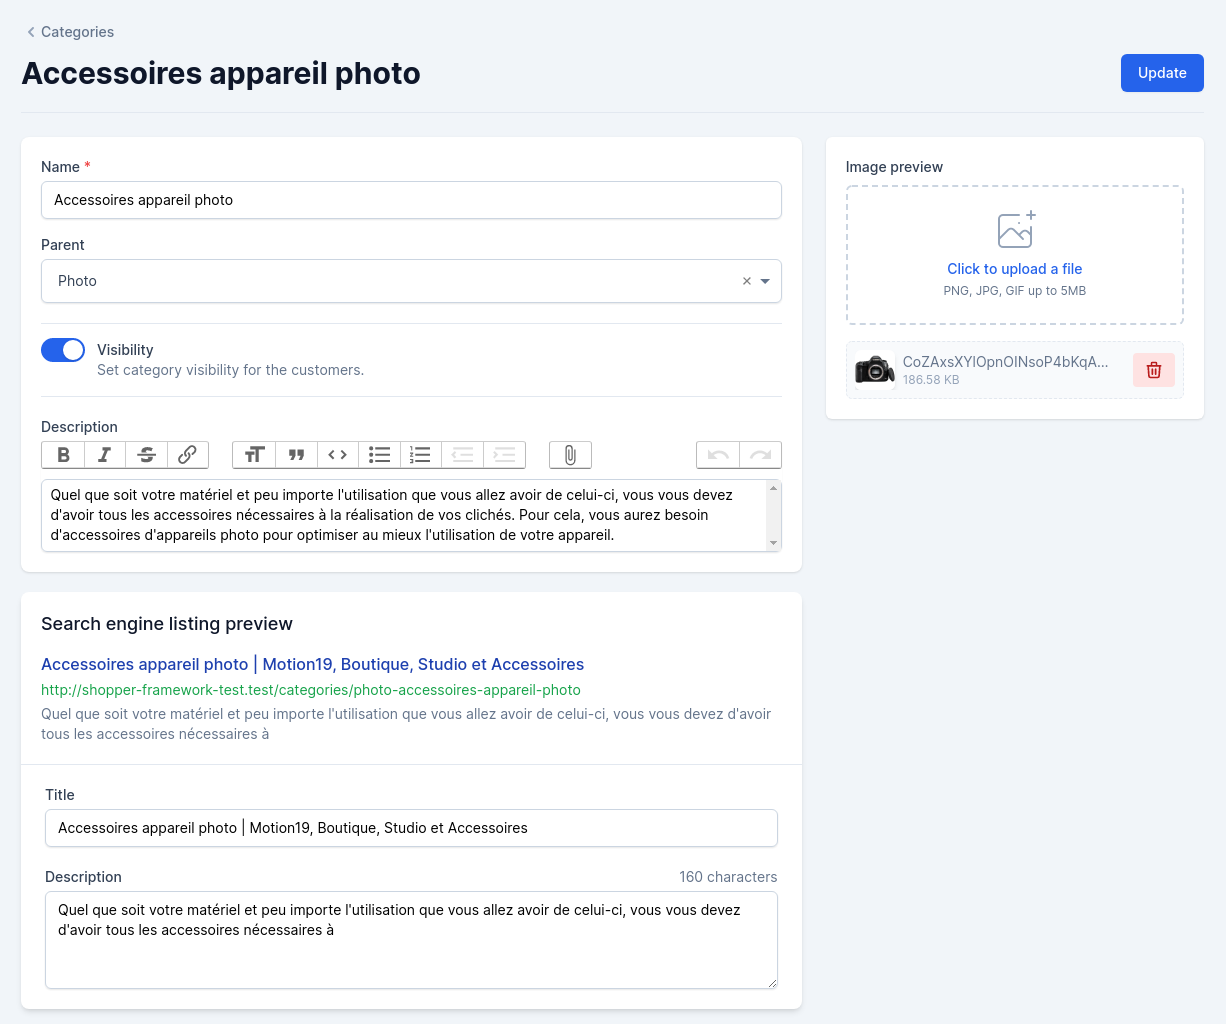 Categories
Accessoires appareil photo
Update
Name *
Accessoires appareil photo
Parent
Photo
Visibility
Set category visibility for the customers.
Description
Quel que soit votre matériel et peu importe l'utilisation que vous allez avoir de celui-ci, vous vous devez
d'avoir tous les accessoires nécessaires à la réalisation de vos clichés. Pour cela, vous aurez besoin
d'accessoires d'appareils photo pour optimiser au mieux l'utilisation de votre appareil.
Image preview
Click to upload a file
PNG, JPG, GIF up to 5MB
CoZAxsXYIOpnOINsoP4bKqA...
186.58 KB
Search engine listing preview
Accessoires appareil photo | Motion19, Boutique, Studio et Accessoires
http://shopper-framework-test.test/categories/photo-accessoires-appareil-photo
Quel que soit votre matériel et peu importe l'utilisation que vous allez avoir de celui-ci, vous vous devez d'avoir
tous les accessoires nécessaires à
Title
Accessoires appareil photo | Motion19, Boutique, Studio et Accessoires
Description
160 characters
Quel que soit votre matériel et peu importe l'utilisation que vous allez avoir de celui-ci, vous vous devez
d'avoir tous les accessoires nécessaires à